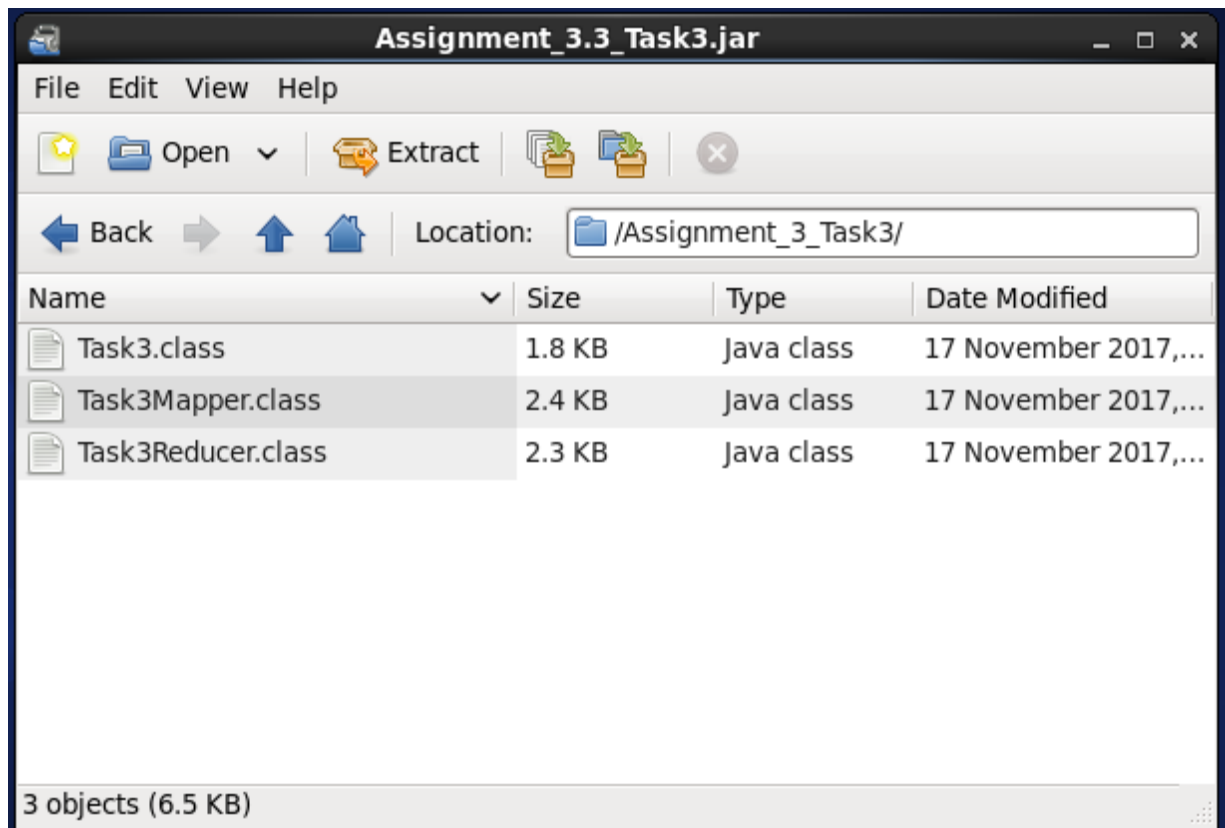 Assignment_3.3_Task3.jar
File Edit View Help
Open Extract
Back Location: /Assignment_3_Task3/
Name Size Type Date Modified
Task3.class 1.8 KB Java class 17 November 2017,...
Task3Mapper.class 2.4 KB Java class 17 November 2017,...
Task3Reducer.class 2.3 KB Java class 17 November 2017,...
3 objects (6.5 KB)